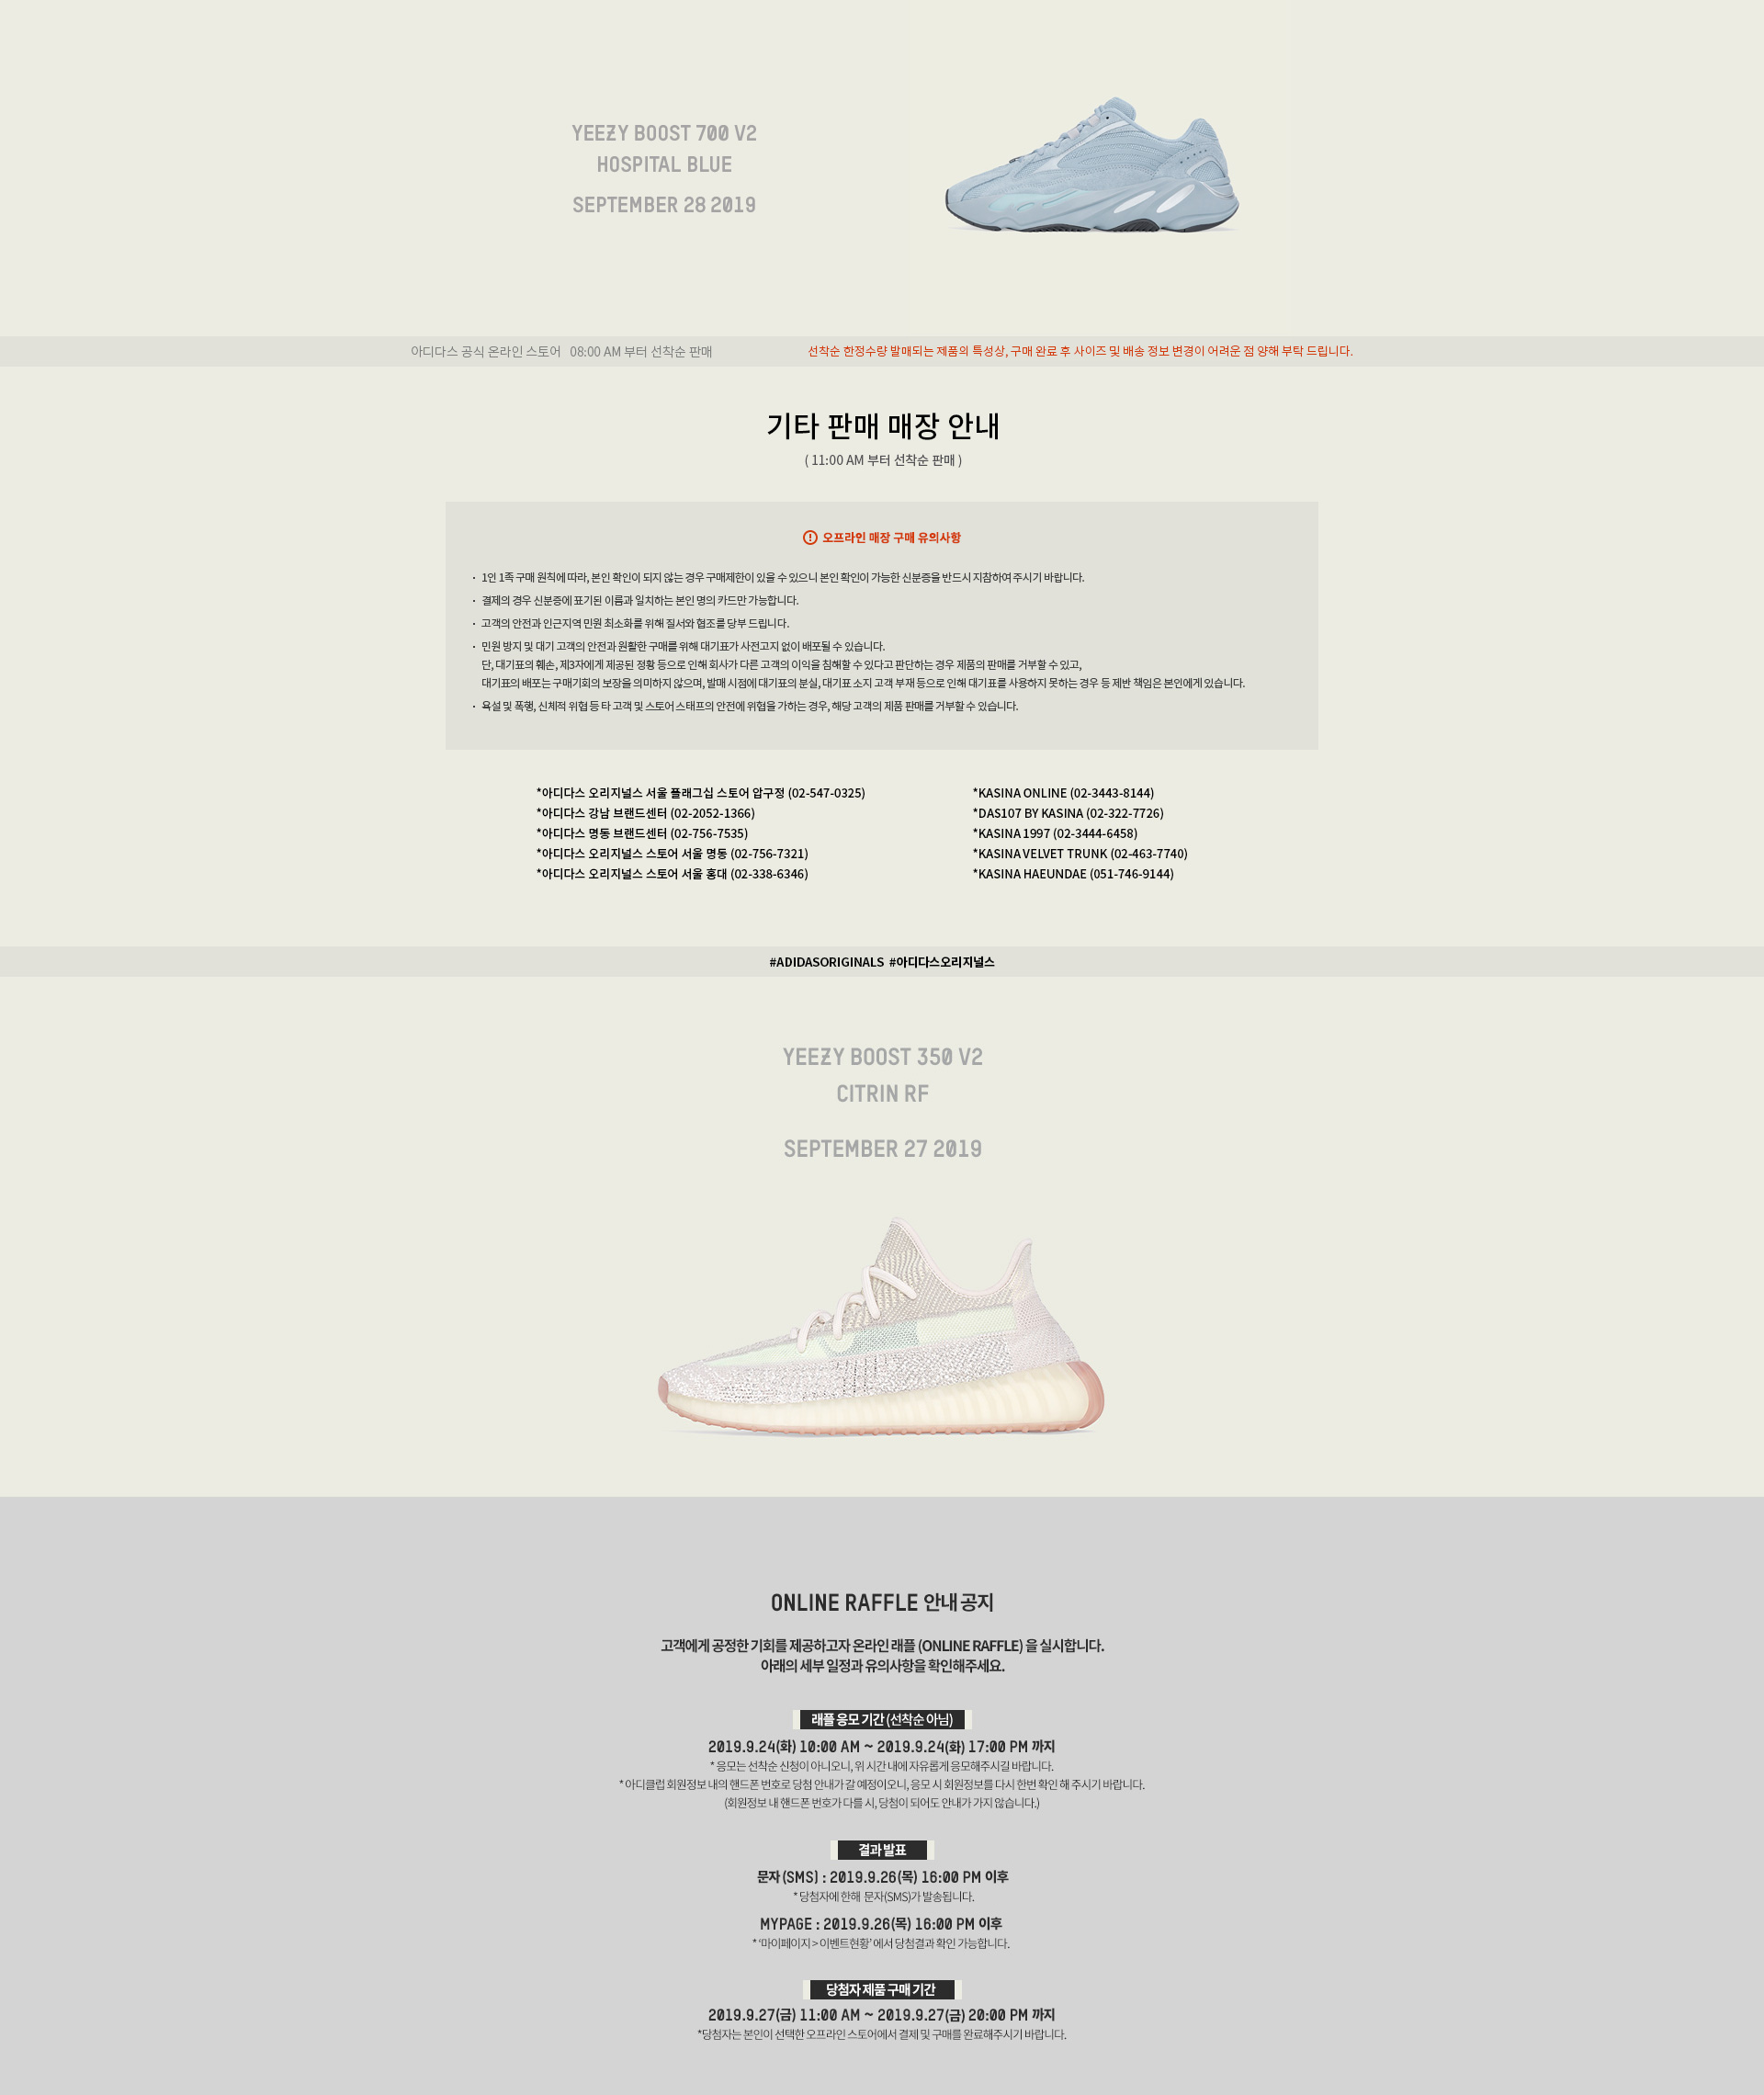 YEEZY BOOST 700 V2
HOSPITAL BLUE
SEPTEMBER 28 2019
아디다스 공식 온라인 스토어 08:00 AM 부터 선착순 판매
선착순 한정수량 발매되는 제품의 특성상, 구매 완료 후 사이즈 및 배송 정보 변경이 어려운 점 양해 부탁 드립니다.
기타 판매 매장 안내
( 11:00 AM 부터 선착순 판매 )
오프라인 매장 구매 유의사항
· 1인 1족 구매 원칙에 따라, 본인 확인이 되지 않는 경우 구매제한이 있을 수 있으니 본인 확인이 가능한 신분증을 반드시 지참하여 주시기 바랍니다.
· 결제의 경우 신분증에 표기된 이름과 일치하는 본인 명의 카드만 가능합니다.
· 고객의 안전과 인근지역 민원 최소화를 위해 질서와 협조를 당부 드립니다.
· 민원 방지 및 대기 고객의 안전과 원활한 구매를 위해 대기표가 사전고지 없이 배포될 수 있습니다.
단, 대기표의 훼손, 제3자에게 제공된 정황 등으로 인해 회사가 다른 고객의 이익을 침해할 수 있다고 판단하는 경우 제품의 판매를 거부할 수 있고,
대기표의 배포는 구매기회의 보장을 의미하지 않으며, 발매 시점에 대기표의 분실, 대기표 소지 고객 부재 등으로 인해 대기표를 사용하지 못하는 경우 등 제반 책임은 본인에게 있습니다.
· 욕설 및 폭행, 신체적 위협 등 타 고객 및 스토어 스태프의 안전에 위협을 가하는 경우, 해당 고객의 제품 판매를 거부할 수 있습니다.
*아디다스 오리지널스 서울 플래그십 스토어 압구정 (02-547-0325)
*아디다스 강남 브랜드센터 (02-2052-1366)
*아디다스 명동 브랜드센터 (02-756-7535)
*아디다스 오리지널스 스토어 서울 명동 (02-756-7321)
*아디다스 오리지널스 스토어 서울 홍대 (02-338-6346)
*KASINA ONLINE (02-3443-8144)
*DAS107 BY KASINA (02-322-7726)
*KASINA 1997 (02-3444-6458)
*KASINA VELVET TRUNK (02-463-7740)
*KASINA HAEUNDAE (051-746-9144)
#ADIDASORIGINALS #아디다스오리지널스
YEEZY BOOST 350 V2
CITRIN RF
SEPTEMBER 27 2019
ONLINE RAFFLE 안내 공지
고객에게 공정한 기회를 제공하고자 온라인 래플 (ONLINE RAFFLE) 을 실시합니다.
아래의 세부 일정과 유의사항을 확인해주세요.
래플 응모 기간 (선착순 아님)
2019.9.24(화) 10:00 AM ~ 2019.9.24(화) 17:00 PM 까지
* 응모는 선착순 신청이 아니오니, 위 시간 내에 자유롭게 응모해주시길 바랍니다.
* 아디클럽 회원정보 내의 핸드폰 번호로 당첨 안내가 갈 예정이오니, 응모 시 회원정보를 다시 한번 확인 해 주시기 바랍니다.
(회원정보 내 핸드폰 번호가 다를 시, 당첨이 되어도 안내가 가지 않습니다.)
결과 발표
문자 (SMS) : 2019.9.26(목) 16:00 PM 이후
* 당첨자에 한해 문자(SMS)가 발송됩니다.
MYPAGE : 2019.9.26(목) 16:00 PM 이후
* ‘마이페이지 > 이벤트현황’ 에서 당첨결과 확인 가능합니다.
당첨자 제품 구매 기간
2019.9.27(금) 11:00 AM ~ 2019.9.27(금) 20:00 PM 까지
*당첨자는 본인이 선택한 오프라인 스토어에서 결제 및 구매를 완료해주시기 바랍니다.